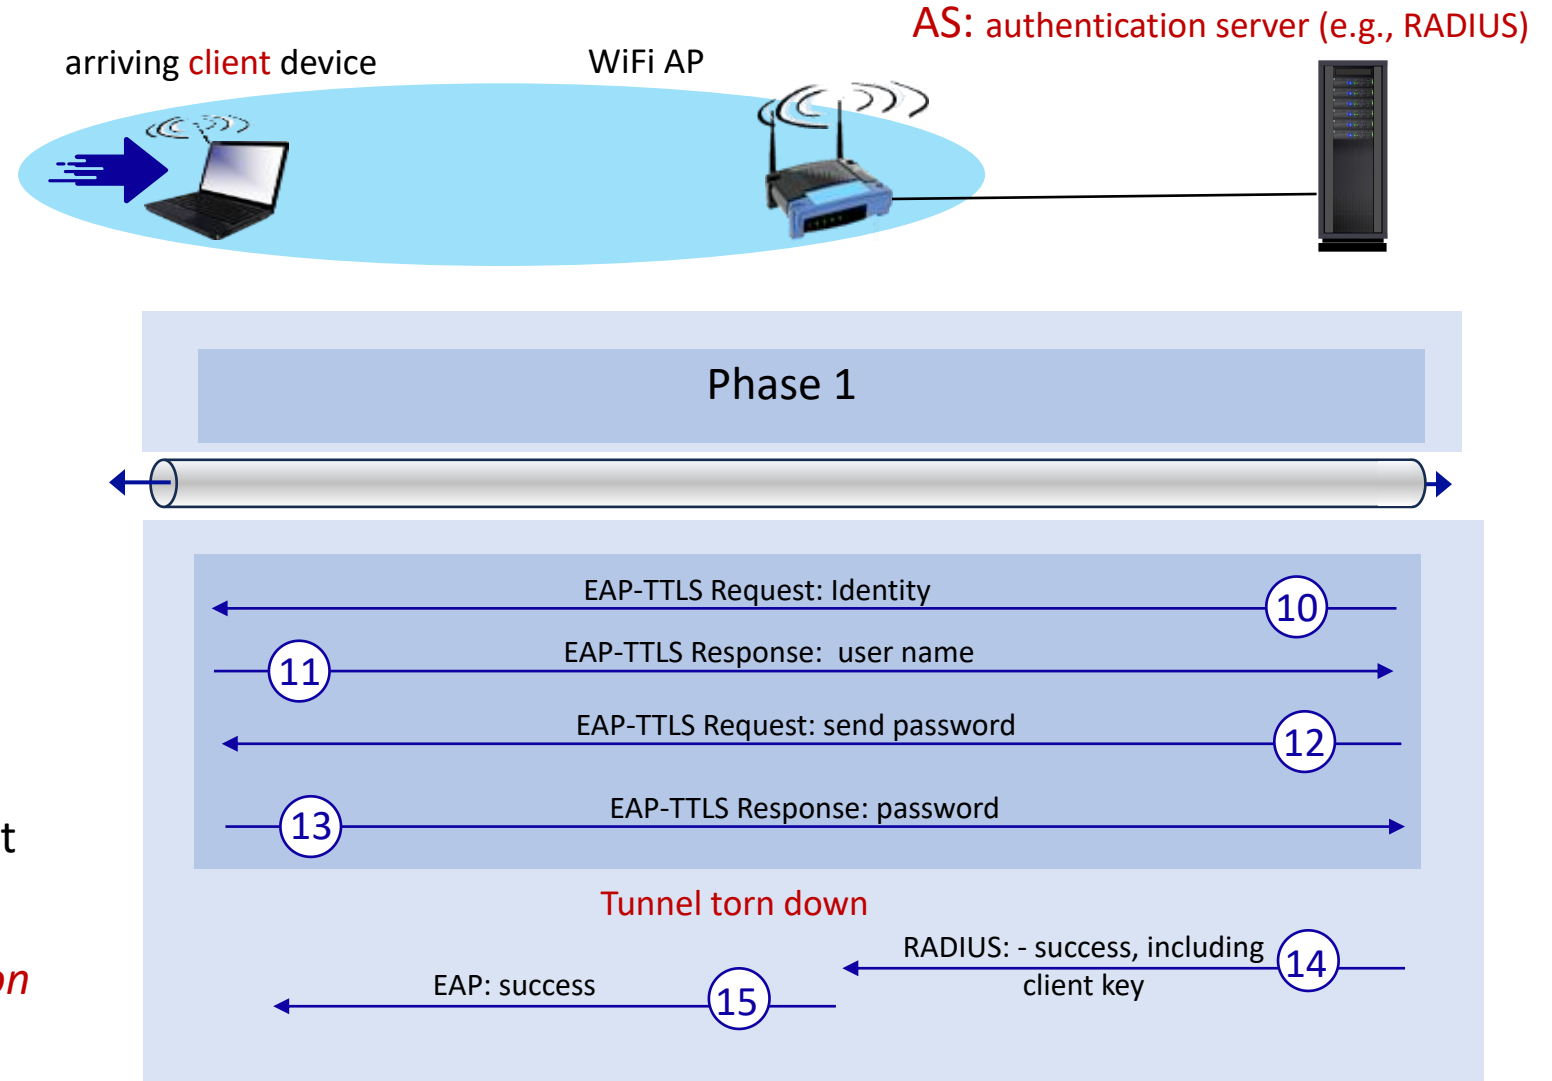 AS: authentication server (e.g., RADIUS)
arriving client device
WiFi AP
Phase 1
EAP-TTLS Request: Identity
10
EAP-TTLS Response: user name
11
EAP-TTLS Request: send password
12
EAP-TTLS Response: password
13
t
Tunnel torn down
RADIUS: - success, including
client key
14
on
EAP: success
15